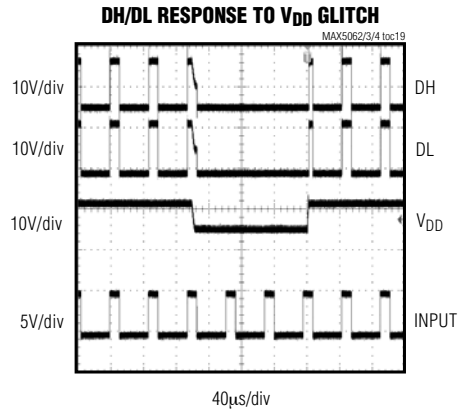 DH/DL RESPONSE TO VDD GLITCH
MAX5062/3/4 toc19
10V/div
DH
10V/div
DL
10V/div
VDD
5V/div
INPUT
40μs/div